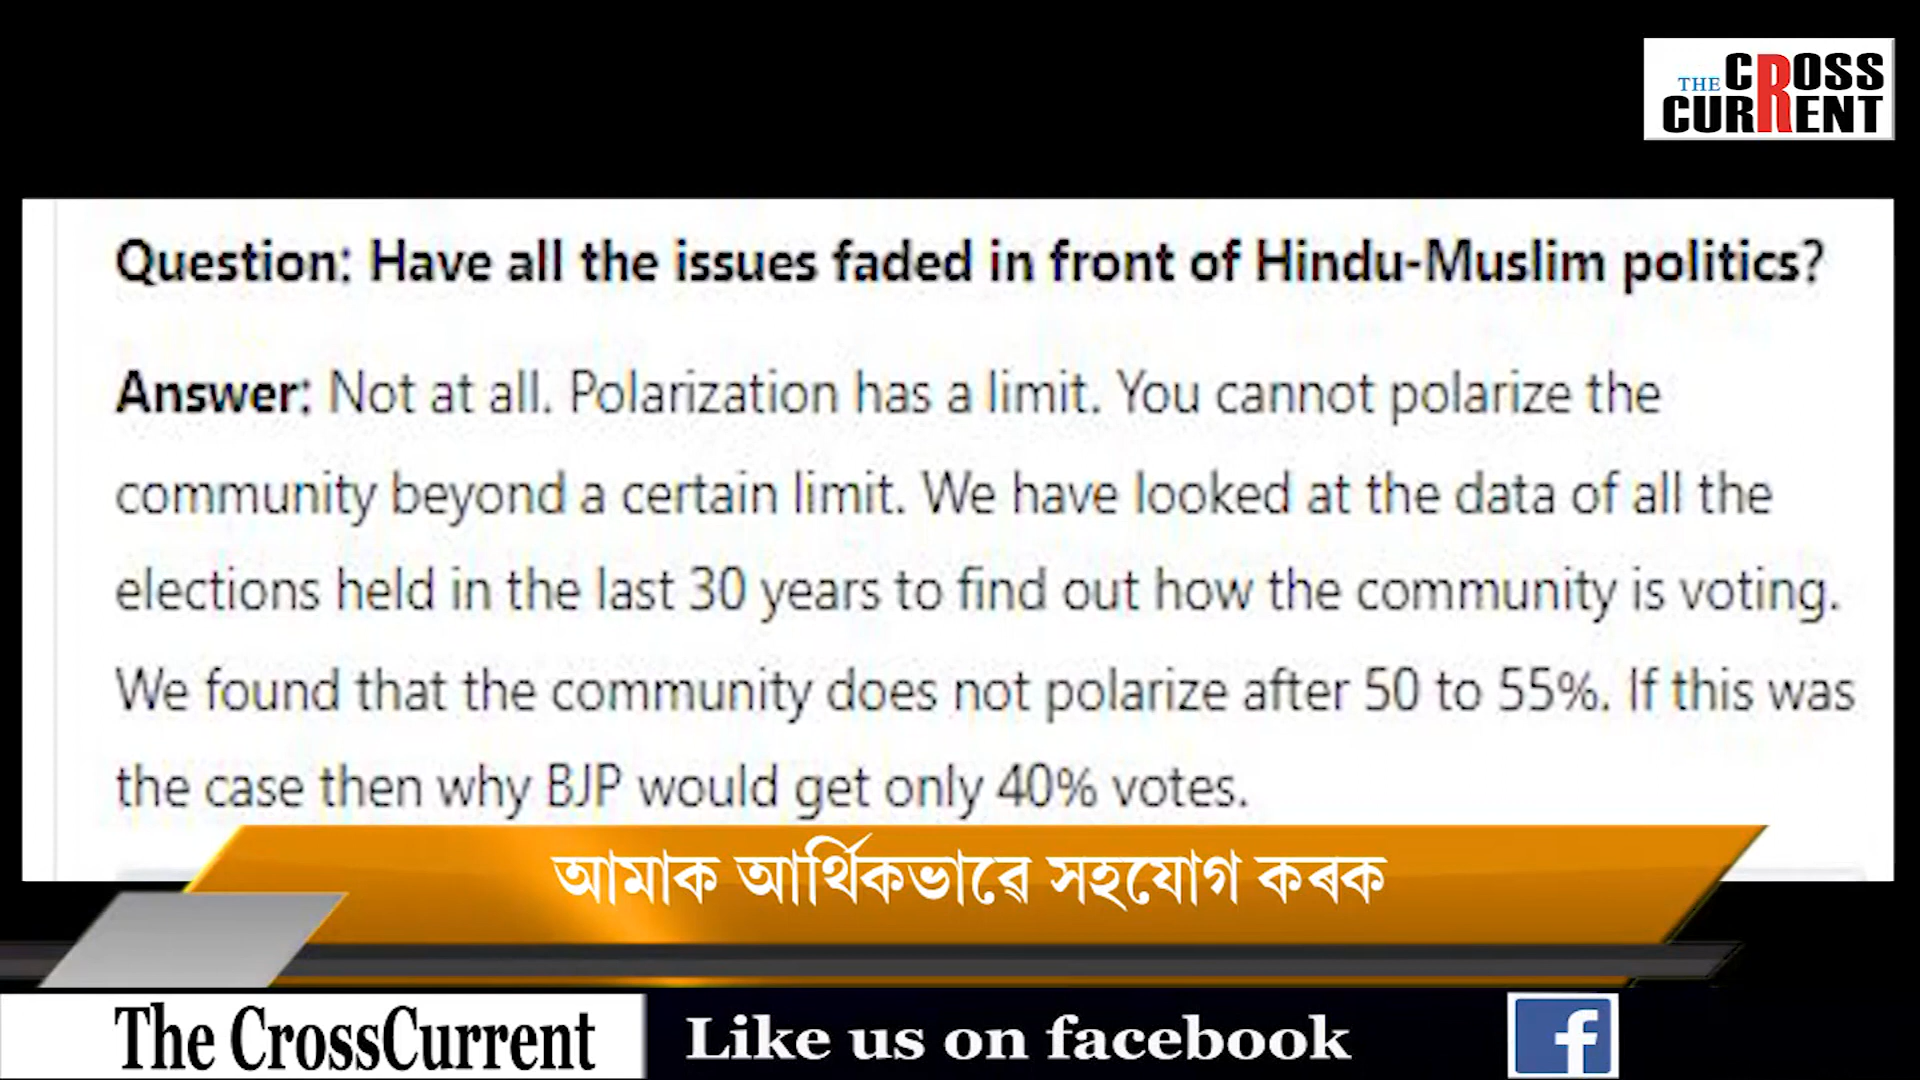 THE CROSS
CURRENT
Question: Have all the issues faded in front of Hindu-Muslim politics?
Answer: Not at all. Polarization has a limit. You cannot polarize the
community beyond a certain limit. We have looked at the data of all the
elections held in the last 30 years to find out how the community is voting.
We found that the community does not polarize after 50 to 55%. If this was
the case then why BJP would get only 40% votes.
আমাক আৰ্থিকভাৱে সহযোগ কৰক
The CrossCurrent
Like us on facebook
f